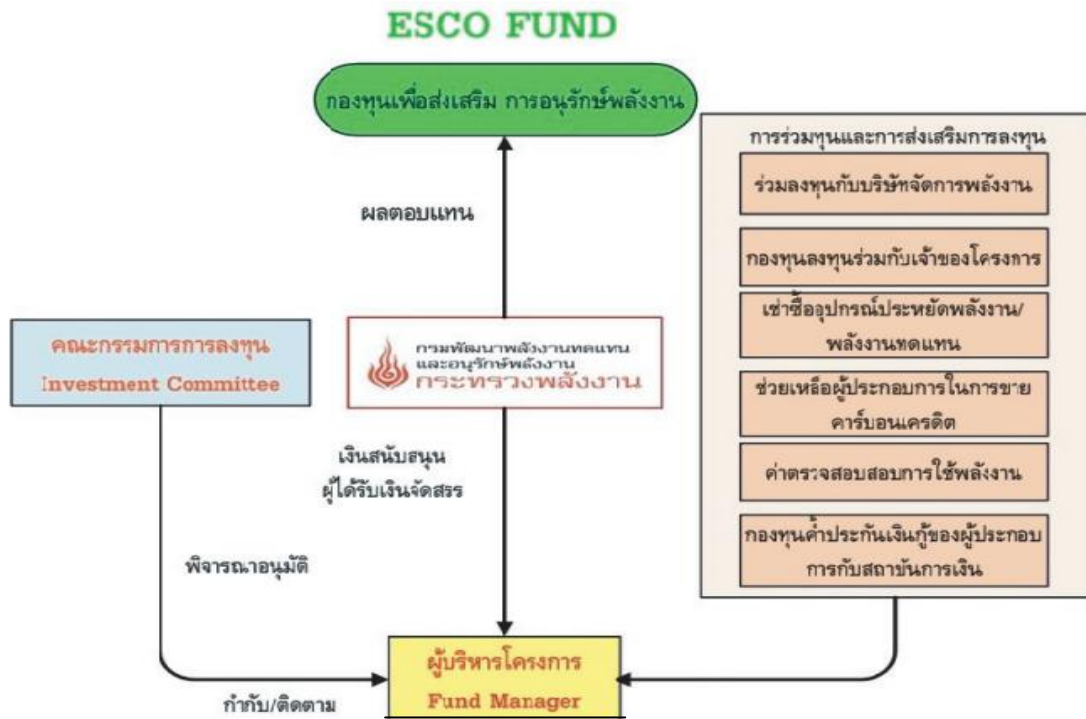 ESCO FUND
กองทุนเพื่อส่งเสริม การอนุรักษ์พลังงาน
ผลตอบแทน
คณะกรรมการการลงทุน
Investment Committee
กรมพัฒนาพลังงานทดแทน
และอนุรักษ์พลังงาน
กระทรวงพลังงาน
เงินสนับสนุน
ผู้ได้รับเงินจัดสรร
พิจารณาอนุมัติ
กำกับ/ติดตาม
ผู้บริหารโครงการ
Fund Manager
การร่วมทุนและการส่งเสริมการลงทุน
ร่วมลงทุนกับบริษัทจัดการพลังงาน
กองทุนลงทุนร่วมกับเจ้าของโครงการ
เช่าซื้ออุปกรณ์ประหยัดพลังงาน/
พลังงานทดแทน
ช่วยเหลือผู้ประกอบการในการขาย
คาร์บอนเครดิต
ค่าตรวจสอบสอบการใช้พลังงาน
กองทุนค้ำประกันเงินกู้ของผู้ประกอบ
การกับสถาบันการเงิน